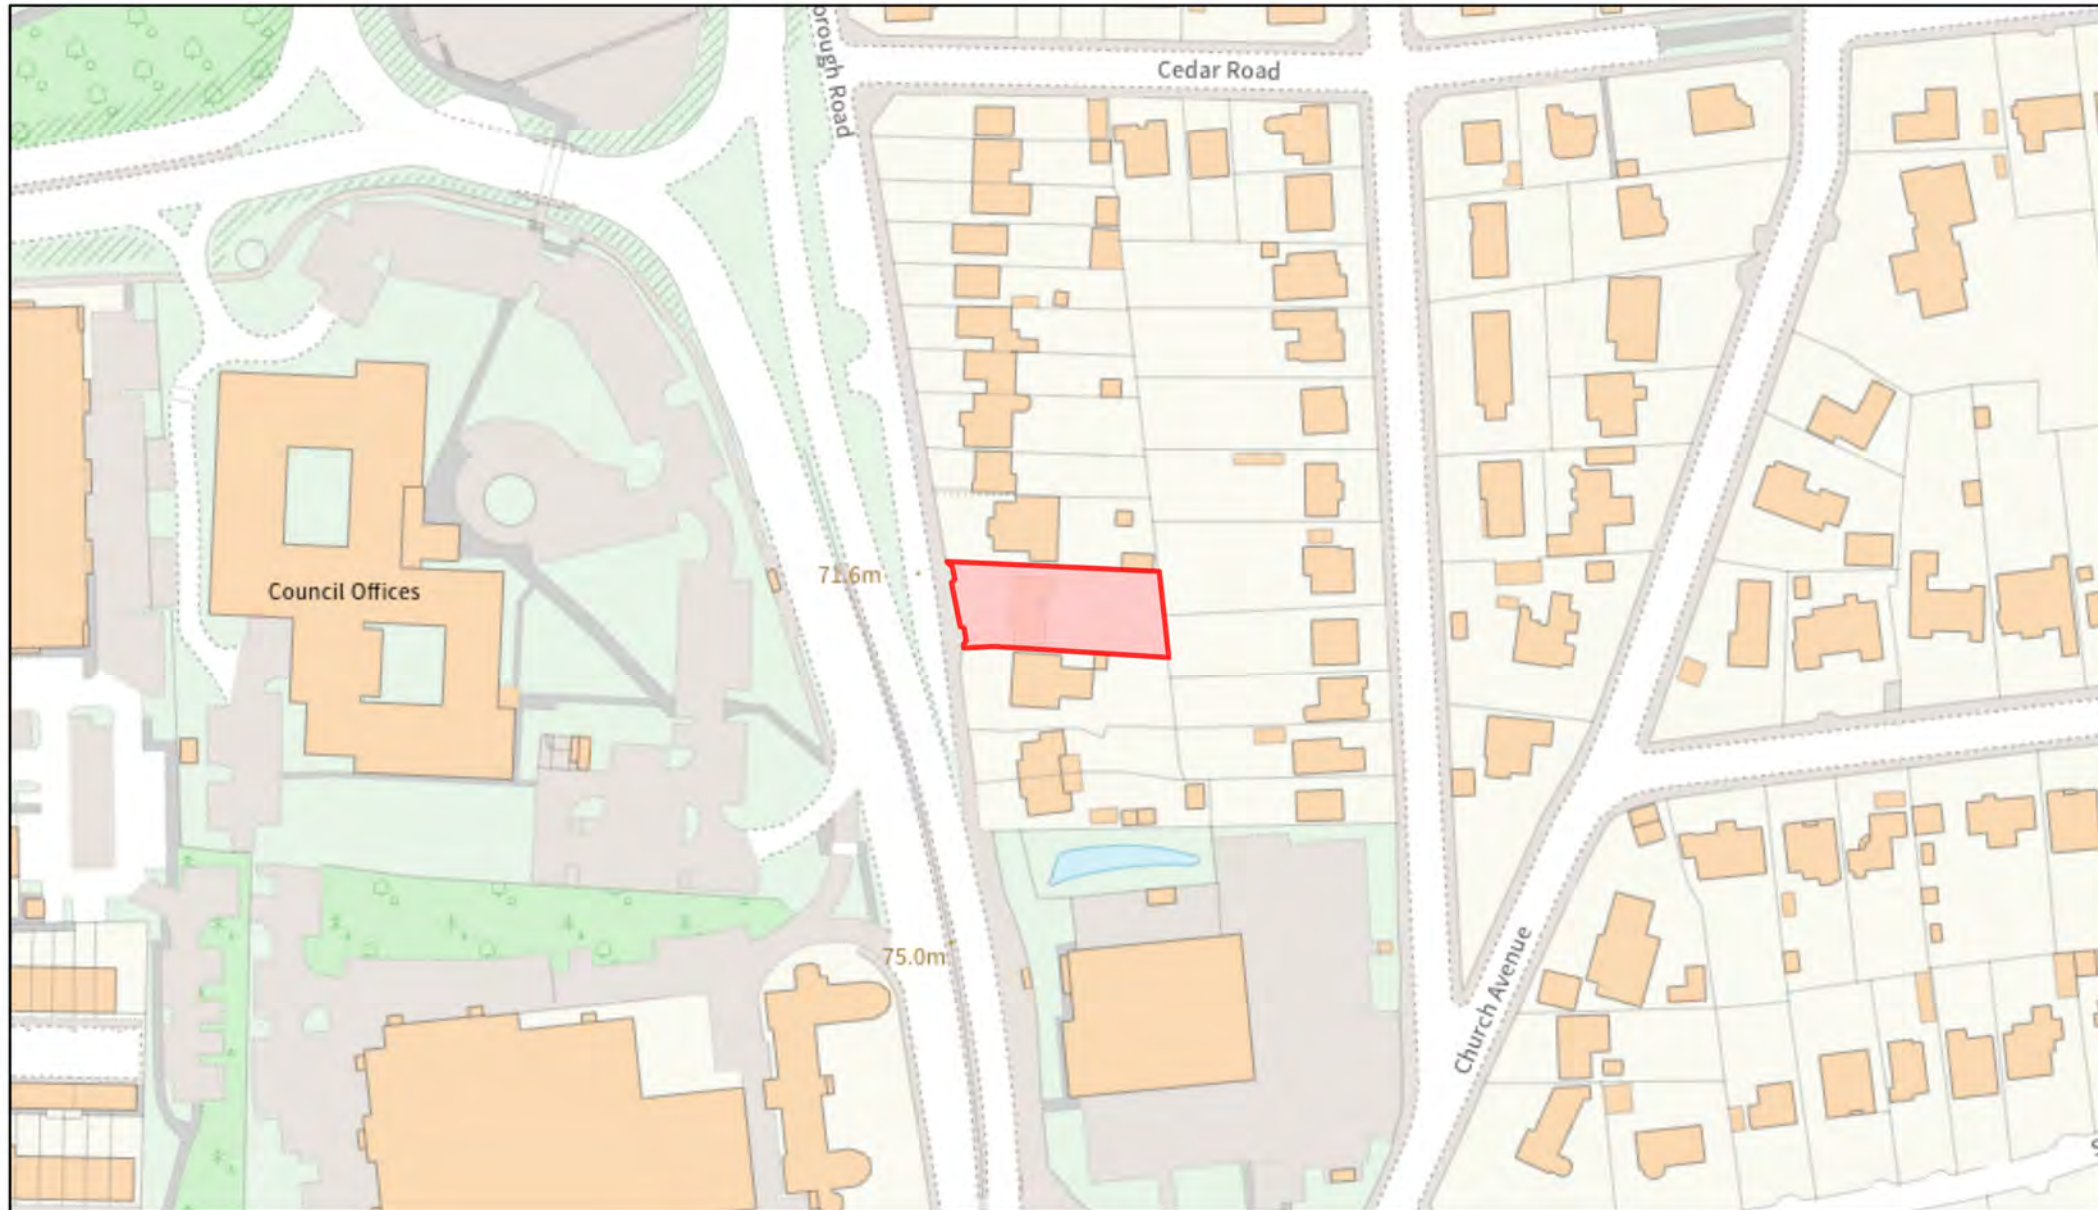 orough Road
Cedar Road
71.6m
Council Offices
75.0m
Church Avenue